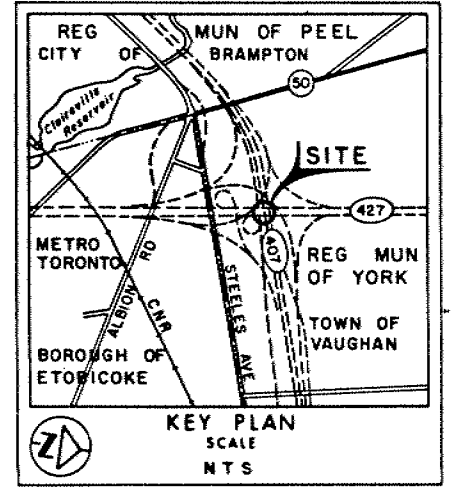 REG MUN OF PEEL
CITY OF BRAMPTON
50
Claireville
Reservoir
SITE
427
407
METRO
TORONTO
ALBION RD
CNR
STEELES AVE
REG MUN
OF YORK
TOWN OF
VAUGHAN
BOROUGH OF
ETOBICOKE
KEY PLAN
SCALE
NTS
Z